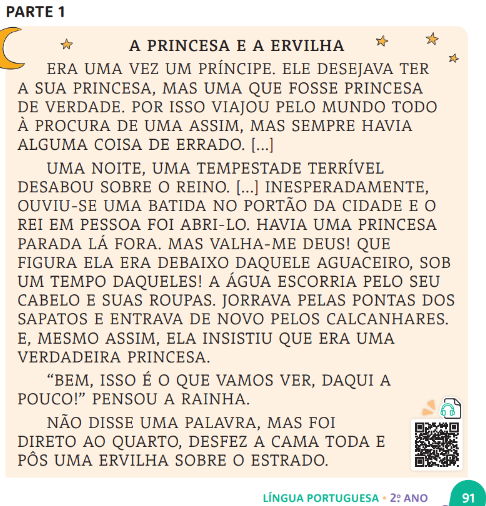 PARTE 1
A PRINCESA E A ERVILHA
ERA UMA VEZ UM PRÍNCIPE. ELE DESEJAVA TER
A SUA PRINCESA, MAS UMA QUE FOSSE PRINCESA
DE VERDADE. POR ISSO VIAJOU PELO MUNDO TODO
À PROCURA DE UMA ASSIM, MAS SEMPRE HAVIA
ALGUMA COISA DE ERRADO. [...]
UMA NOITE, UMA TEMPESTADE TERRÍVEL
DESABOU SOBRE O REINO. [...] INESPERADAMENTE,
OUVIU-SE UMA BATIDA NO PORTÃO DA CIDADE E O
REI EM PESSOA FOI ABRI-LO. HAVIA UMA PRINCESA
PARADA LÁ FORA. MAS VALHA-ME DEUS! QUE
FIGURA ELA ERA DEBAIXO DAQUELE AGUACEIRO, SOB
UM TEMPO DAQUELES! A ÁGUA ESCORRIA PELO SEU
CABELO E SUAS ROUPAS. JORRAVA PELAS PONTAS DOS
SAPATOS E ENTRAVA DE NOVO PELOS CALCANHARES.
E, MESMO ASSIM, ELA INSISTIU QUE ERA UMA
VERDADEIRA PRINCESA.
“BEM, ISSO É O QUE VAMOS VER, DAQUI A
POUCO!” PENSOU A RAINHA.
NÃO DISSE UMA PALAVRA, MAS FOI
DIRETO AO QUARTO, DESFEZ A CAMA TODA E
PÔS UMA ERVILHA SOBRE O ESTRADO.
LÍNGUA PORTUGUESA • 2º ANO 91